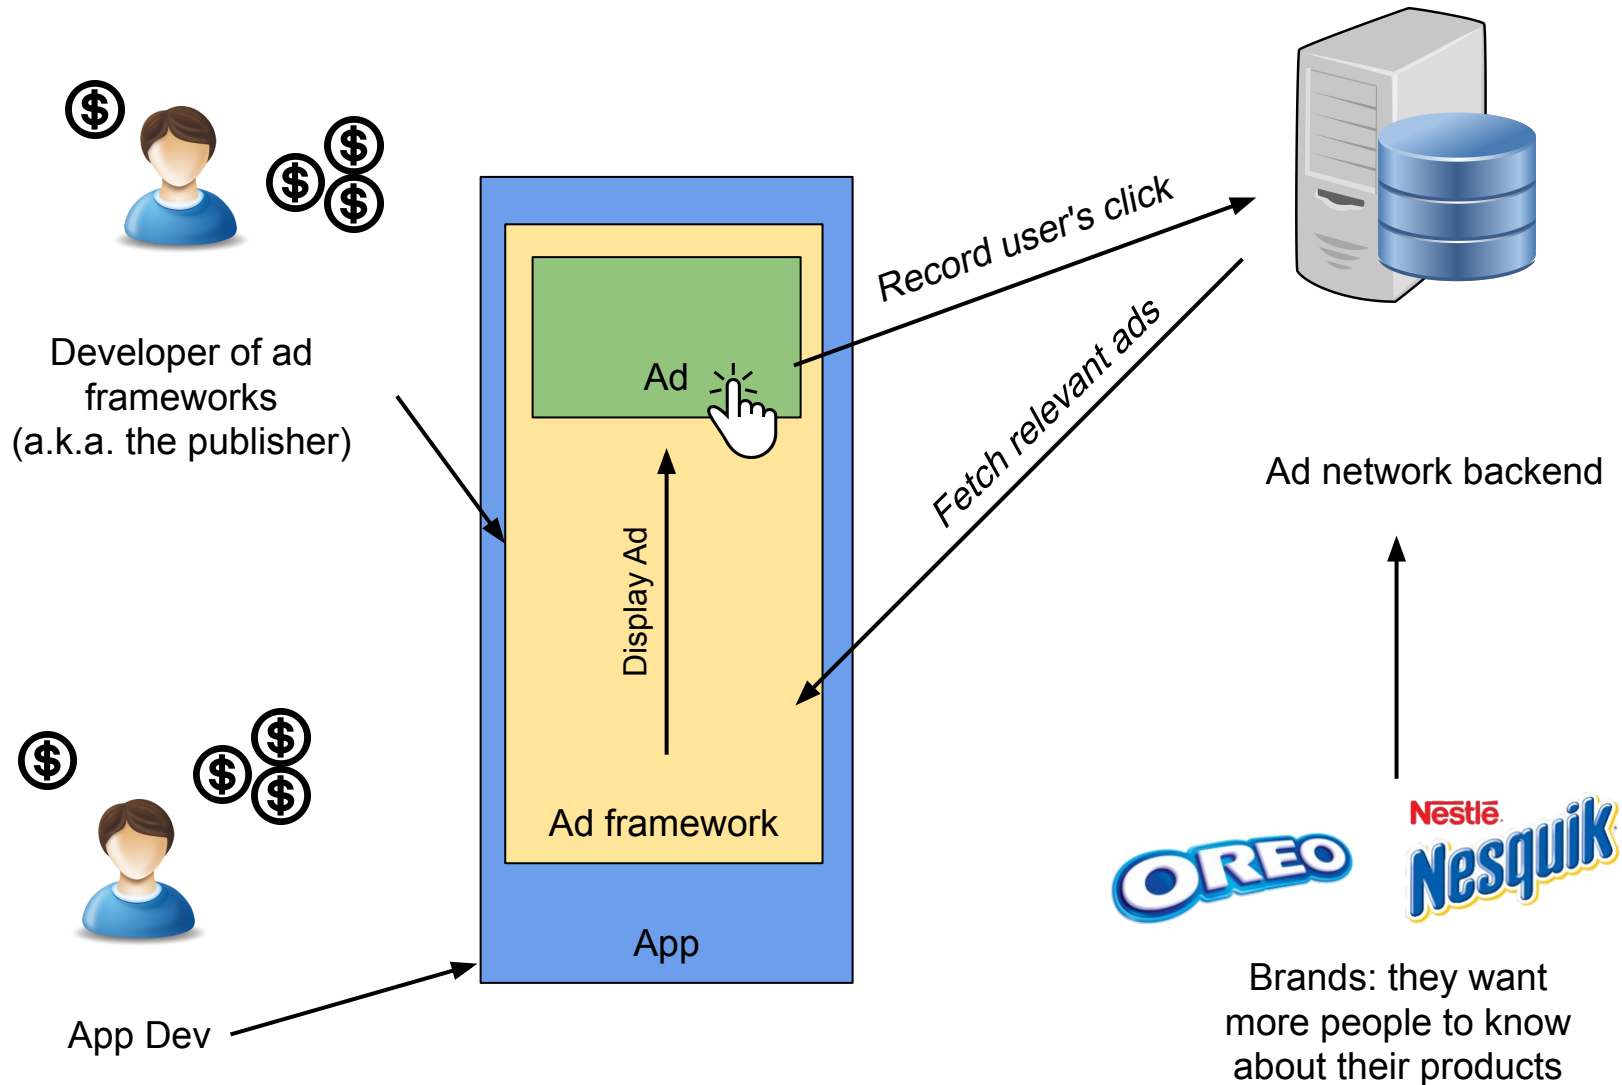 Developer of ad
frameworks
(a.k.a. the publisher)
App Dev
Ad
Display Ad
Ad framework
App
Record user's click
Fetch relevant ads
Ad network backend
OREO
Nestlē.
Nesquik
Brands: they want
more people to know
about their products
$
$
$
$
$
$
$
$